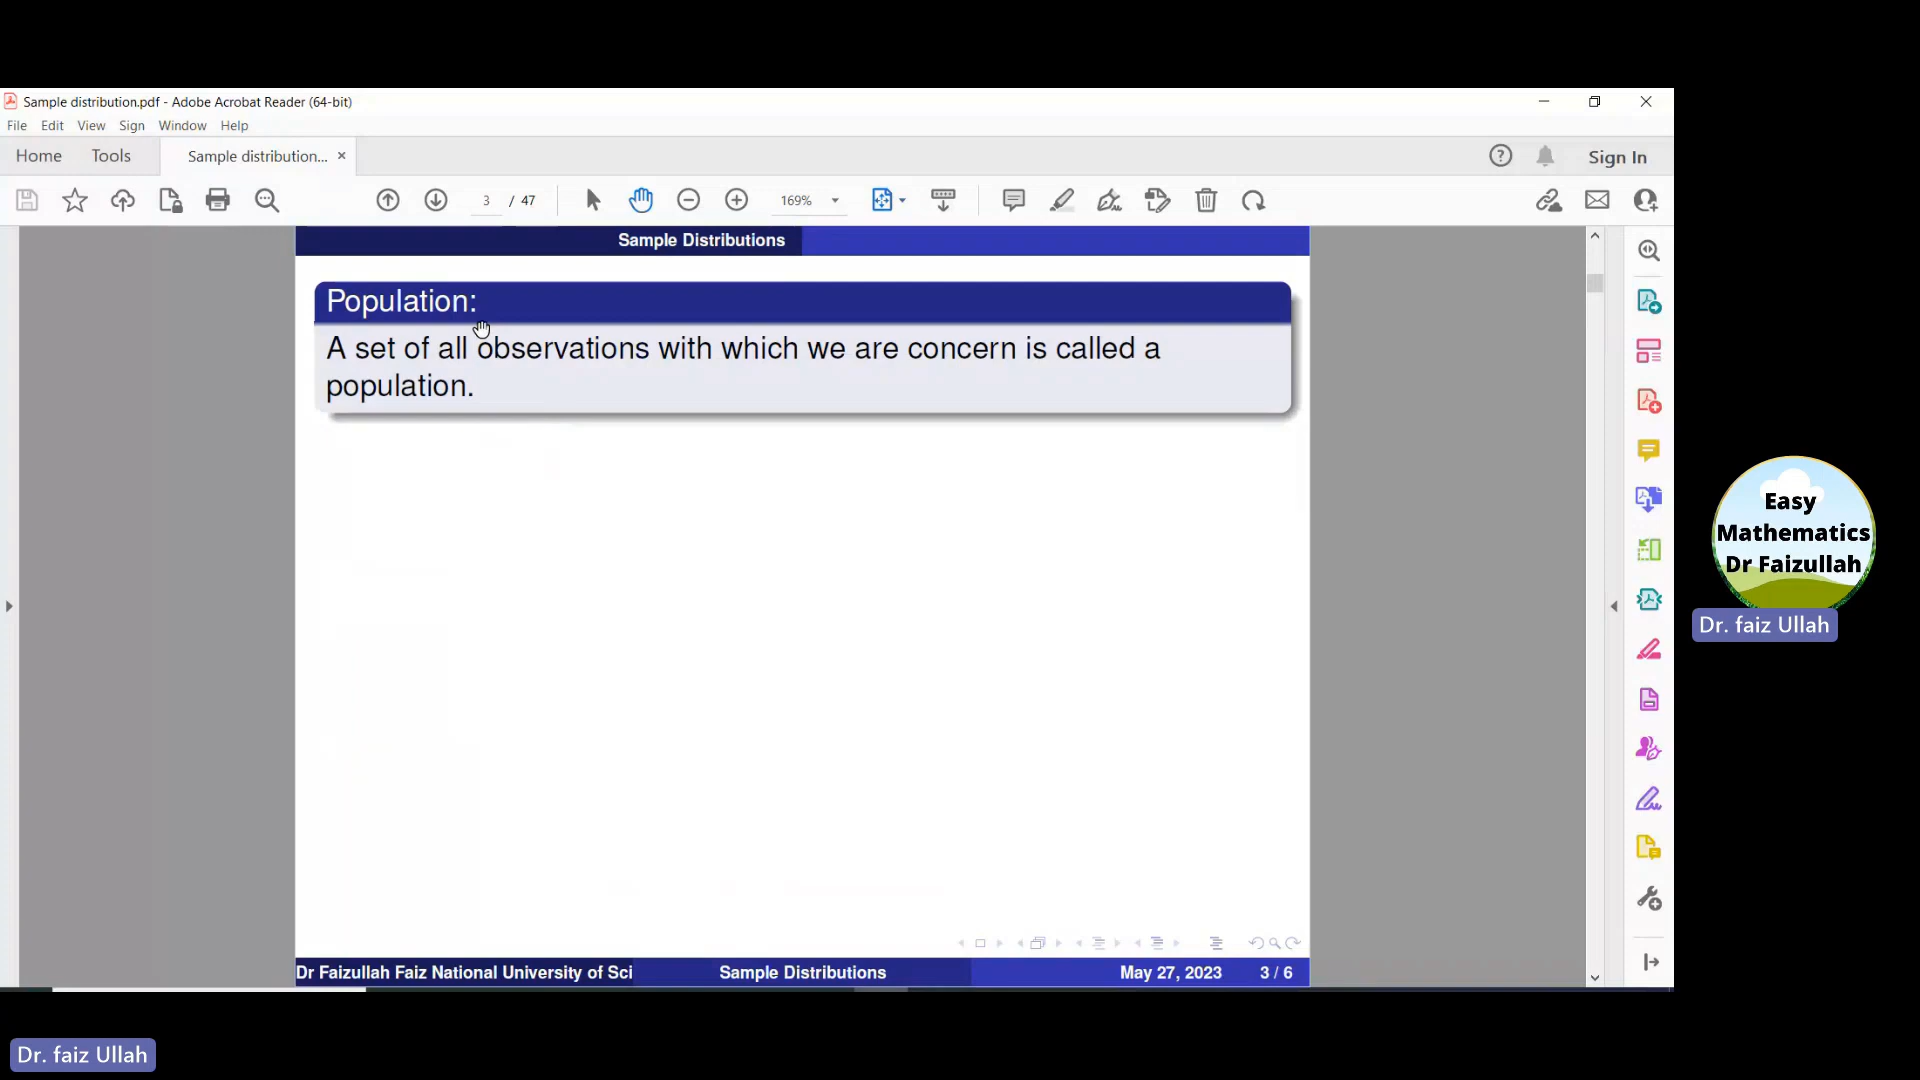 Sample distribution.pdf - Adobe Acrobat Reader (64-bit)
File Edit View Sign Window Help
Home Tools Sample distribution... × Sign In
3 / 47 169%
Sample Distributions
Population:
A set of all observations with which we are concern is called a
population.
Easy
Mathematics
Dr Faizullah
Dr. faiz Ullah
Dr Faizullah Faiz National University of Sci Sample Distributions May 27, 2023 3 / 6
Dr. faiz Ullah